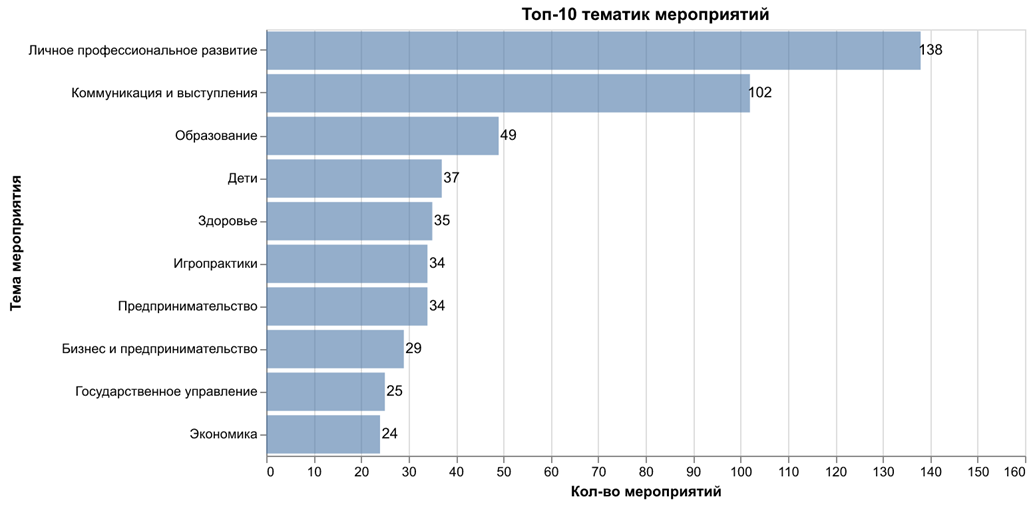 Топ-10 тематик мероприятий
Тема мероприятия
Личное профессиональное развитие
138
Коммуникация и выступления
102
Образование
49
Дети
37
Здоровье
35
Игропрактики
34
Предпринимательство
34
Бизнес и предпринимательство
29
Государственное управление
25
Экономика
24
0 10 20 30 40 50 60 70 80 90 100 110 120 130 140 150 160
Кол-во мероприятий